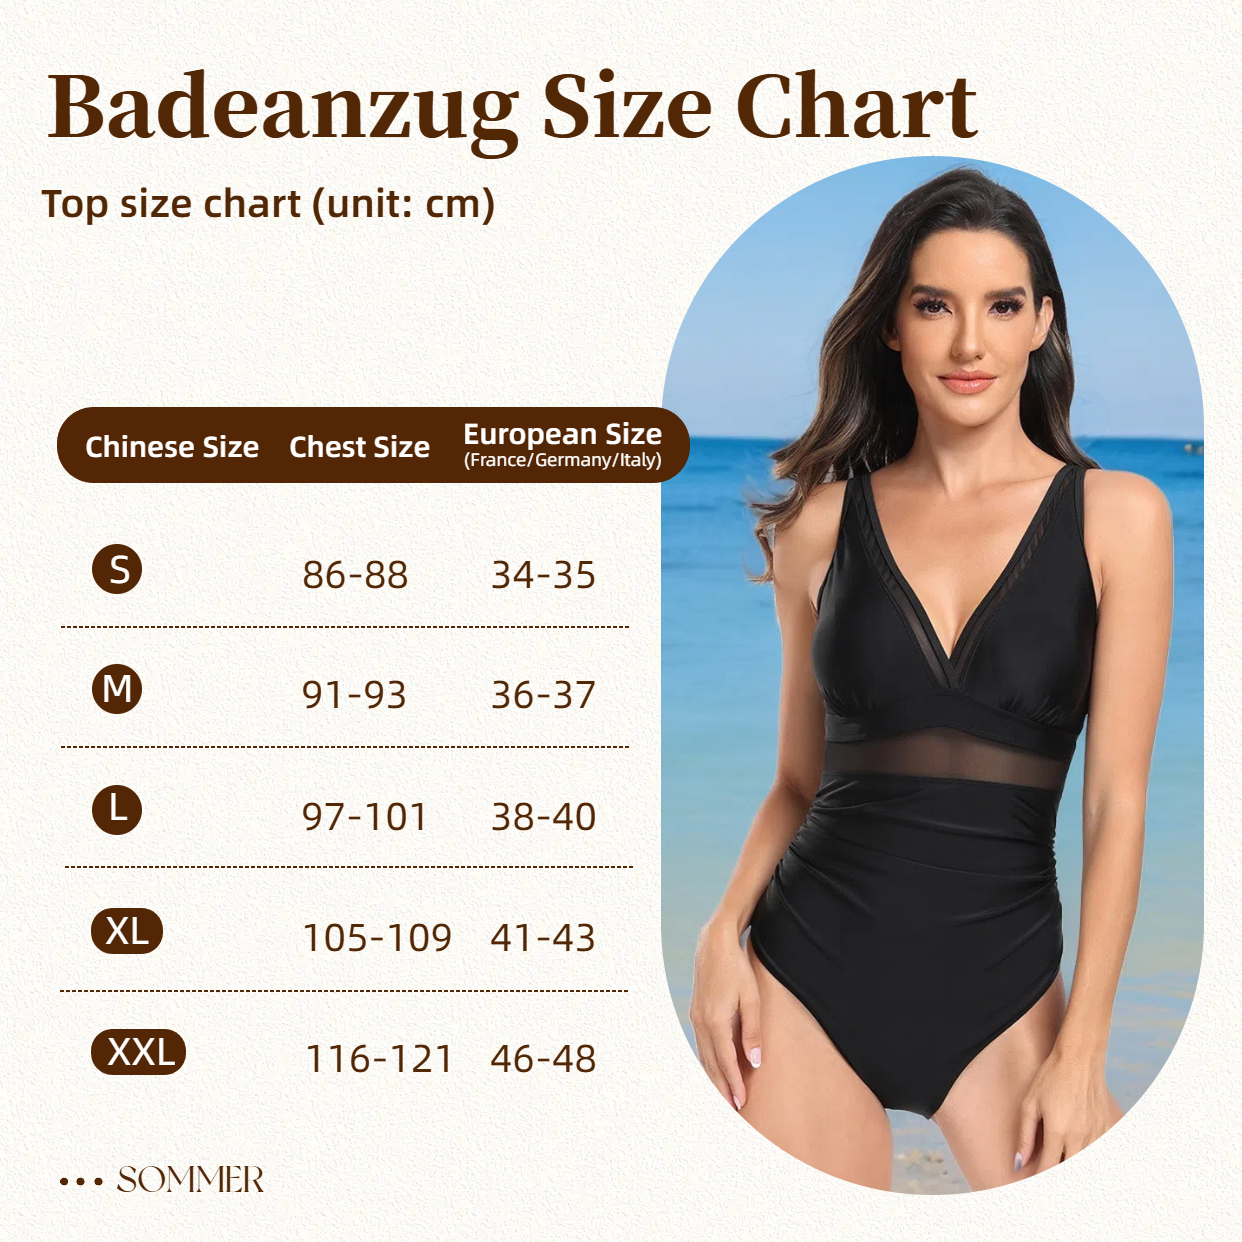 Badeanzug Size Chart
Top size chart (unit: cm)
Chinese Size Chest Size European Size
(France/Germany/Italy)
S 86-88 34-35
M 91-93 36-37
L 97-101 38-40
XL 105-109 41-43
XXL 116-121 46-48
••• SOMMER